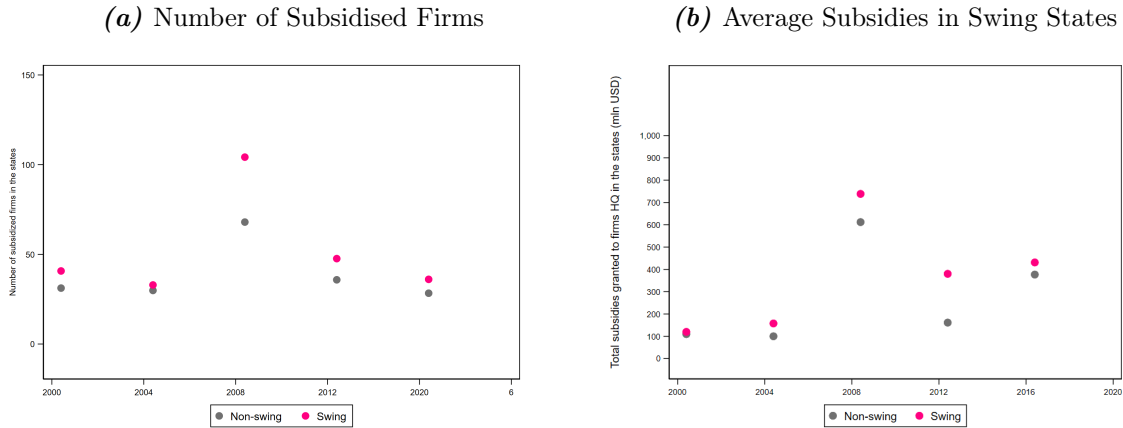 (a) Number of Subsidised Firms
Number of subsidized firms in the states
150
100
50
0
2000 2004 2008 2012 2020 6
Non-swing Swing
(b) Average Subsidies in Swing States
Total subsidies granted to firms HQ in the states (mln USD)
1,000
900
800
700
600
500
400
300
200
100
0
2000 2004 2008 2012 2016 2020
Non-swing Swing